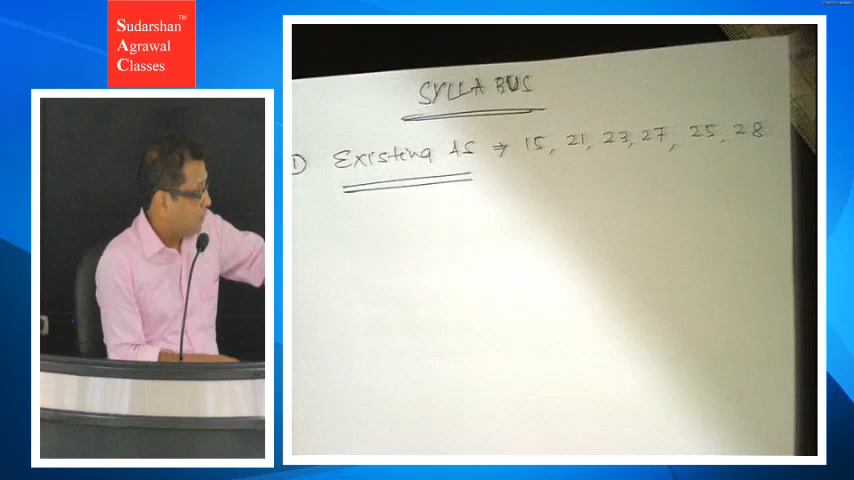 Sudarshan™
Agrawal
Classes
SYLLABUS
1) Existing AS → 15, 21, 23, 27, 25, 28